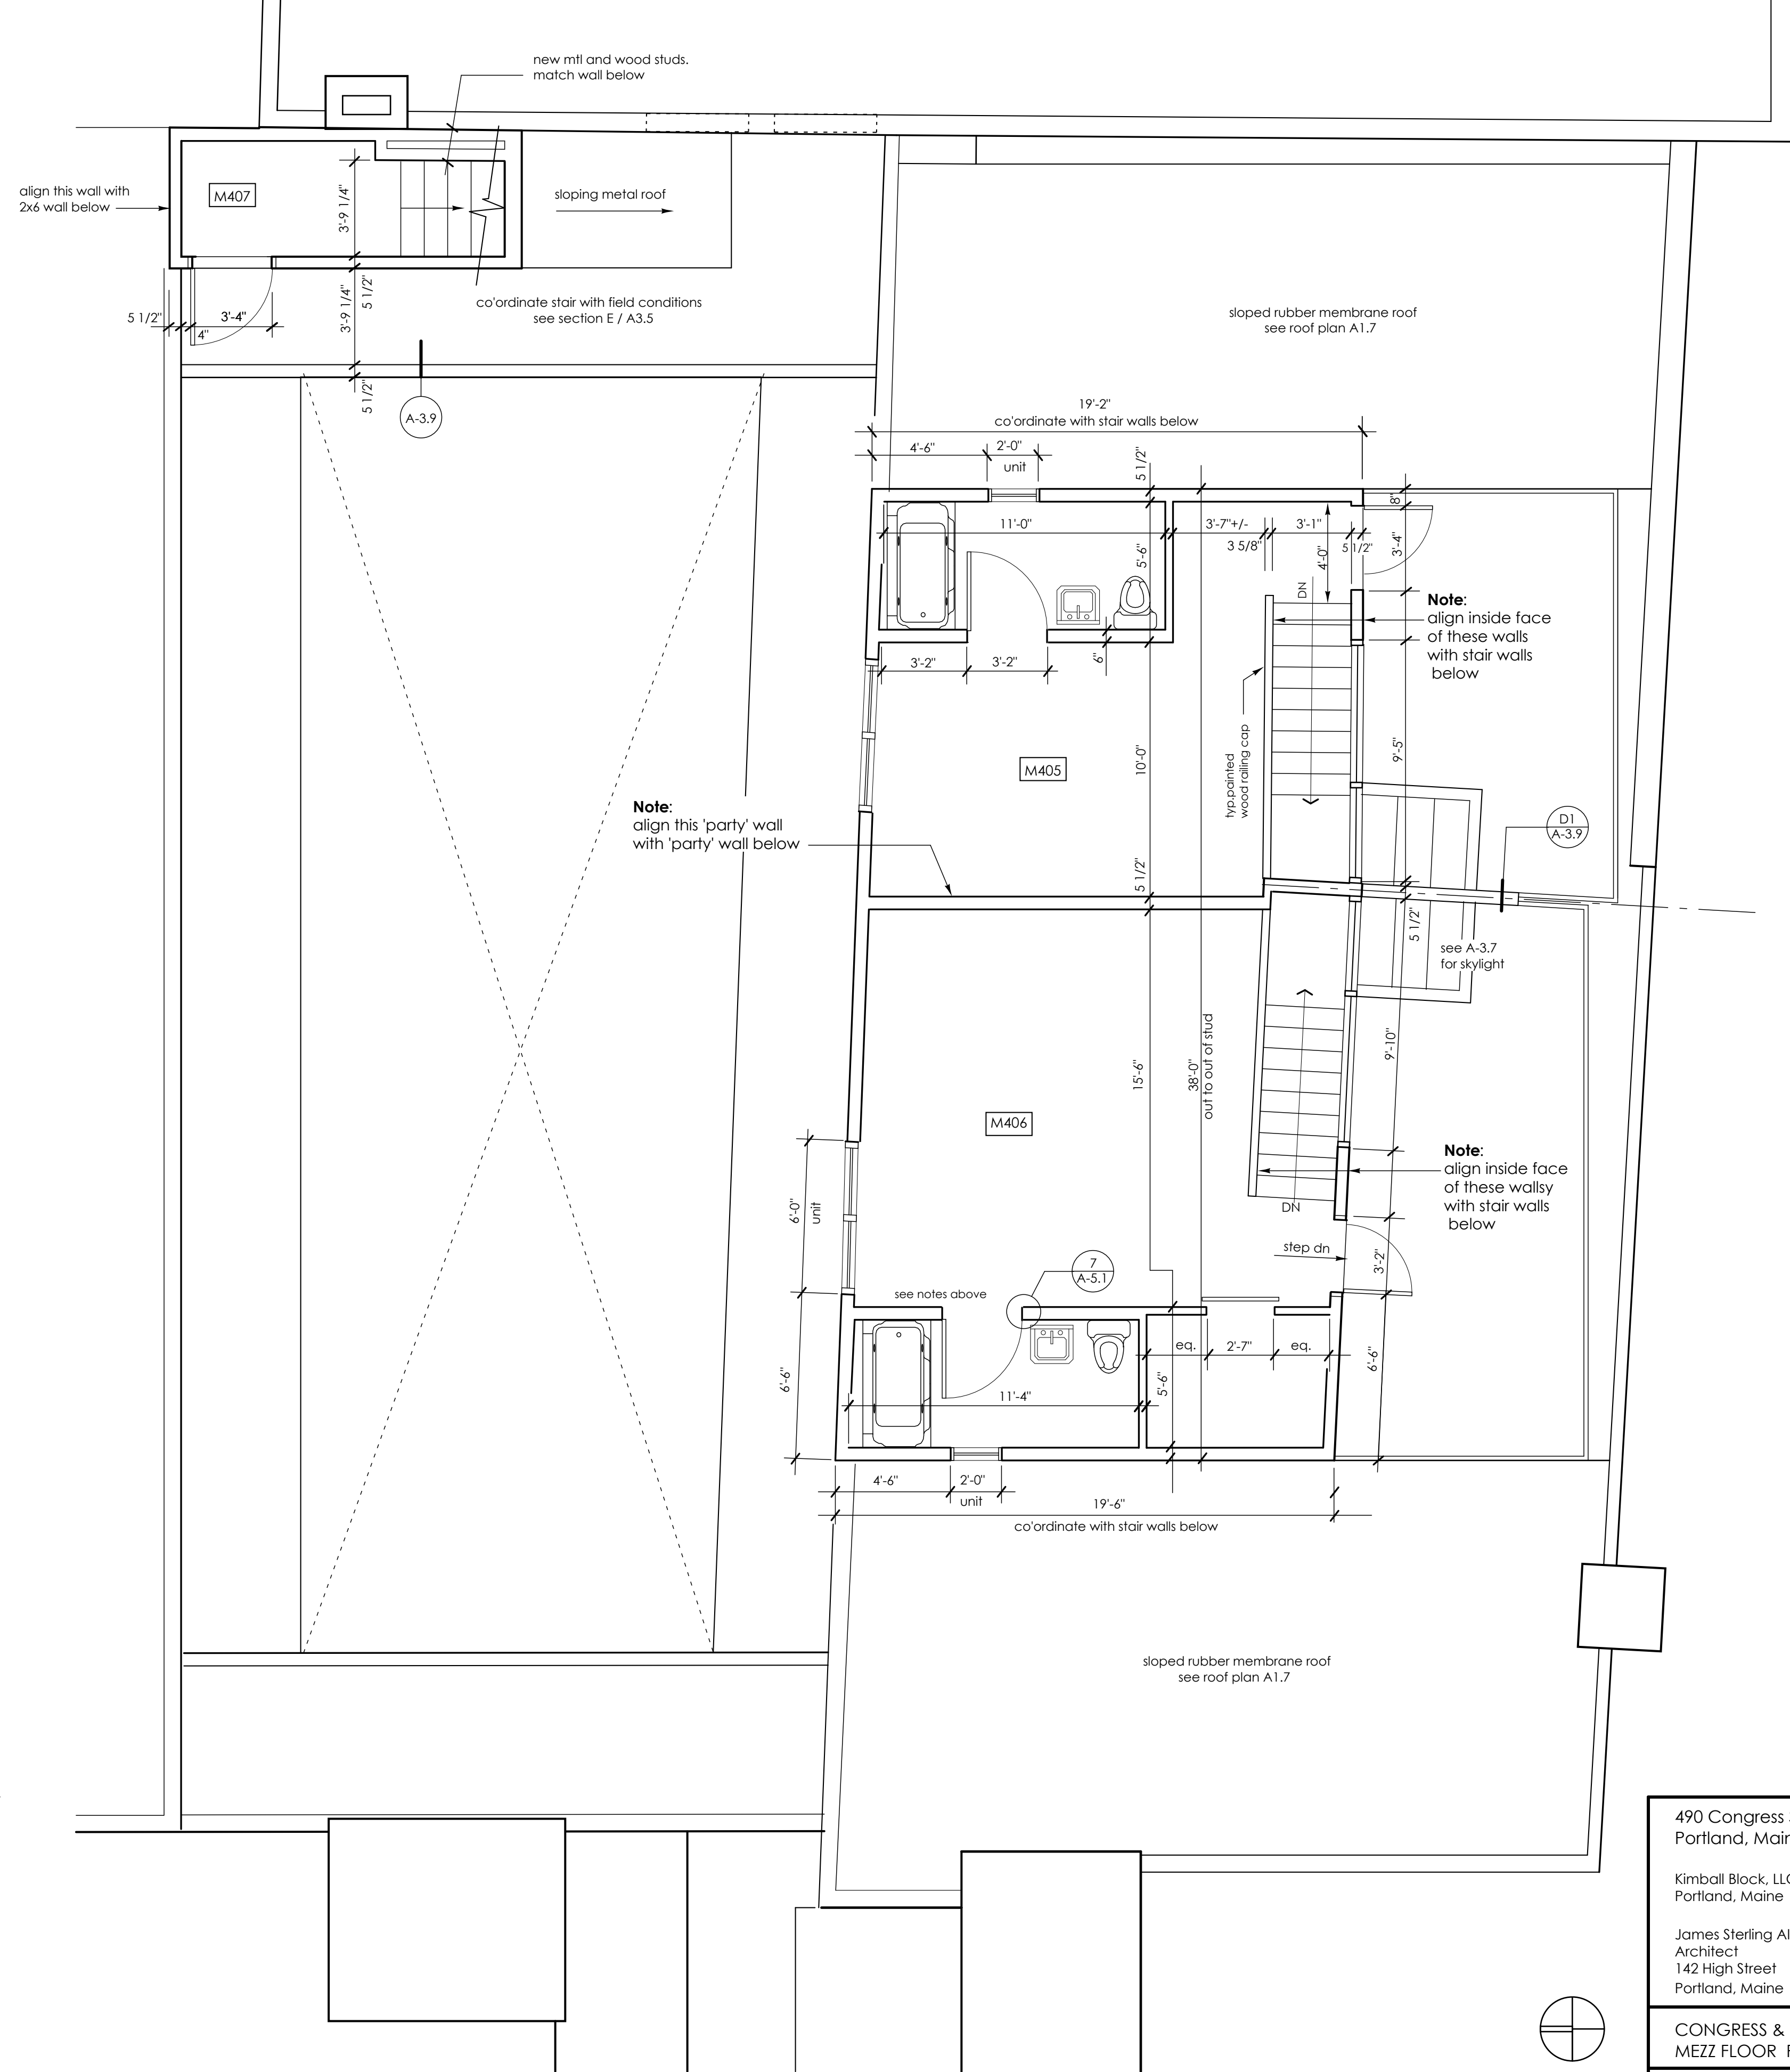 new mtl and wood studs.
match wall below
align this wall with
2x6 wall below
M407
3'-9 1/4"
sloping metal roof
5 1/2"
3'-4"
4"
3'-9 1/4"
5 1/2"
co'ordinate stair with field conditions
see section E / A3.5
5 1/2"
A-3.9
sloped rubber membrane roof
see roof plan A1.7
19'-2"
co'ordinate with stair walls below
4'-6"
2'-0"
unit
5 1/2"
8"
11'-0"
3'-7"+/-
3 5/8"
3'-1"
5 1/2"
4'-0"
3'-4"
5'-6"
DN
Note:
align inside face
of these walls
with stair walls
below
3'-2"
3'-2"
6"
typ.painted
wood railing cap
9'-5"
M405
10'-0"
Note:
align this 'party' wall
with 'party' wall below
D1
A-3.9
5 1/2"
5 1/2"
see A-3.7
for skylight
15'-6"
38'-0"
out to out of stud
9'-10"
M406
Note:
align inside face
of these wallsy
with stair walls
below
6'-0"
unit
DN
step dn
3'-2"
7
A-5.1
see notes above
eq.
2'-7"
eq.
6'-6"
6'-6"
5'-6"
11'-4"
4'-6"
2'-0"
unit
19'-6"
co'ordinate with stair walls below
sloped rubber membrane roof
see roof plan A1.7
490 Congress
Portland,
Kimball Block,
Portland, Maine
James Sterling
Architect
142 High Street
Portland, Maine
CONGRESS &
MEZZ FLOOR